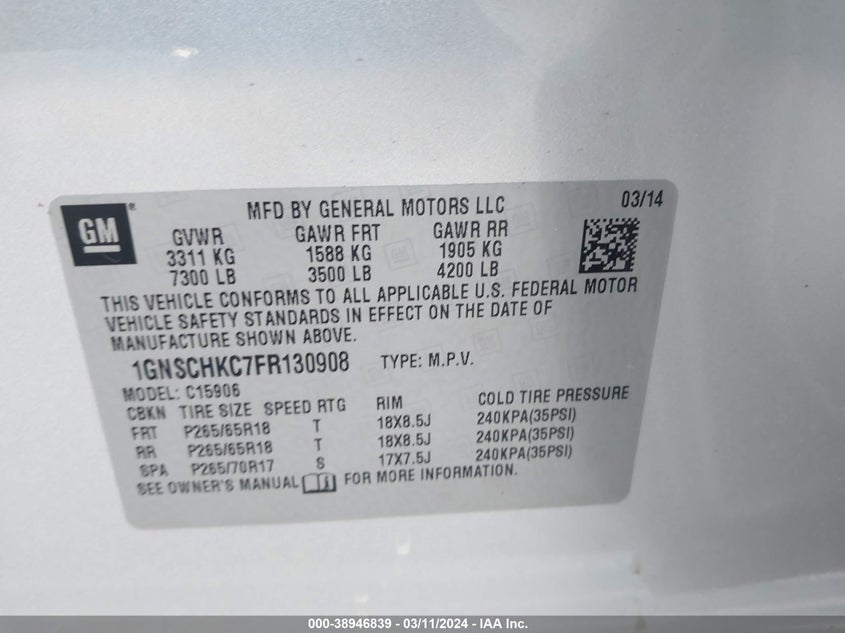 GM ® MFD BY GENERAL MOTORS LLC 03/14
GVWR GAWR FRT GAWR RR
3311 KG 1588 KG 1905 KG
7300 LB 3500 LB 4200 LB
THIS VEHICLE CONFORMS TO ALL APPLICABLE U.S. FEDERAL MOTOR
VEHICLE SAFETY STANDARDS IN EFFECT ON THE DATE OF
MANUFACTURE SHOWN ABOVE.
1GNSCHKC7FR130908 TYPE: M.P.V.
MODEL: C15906
CBKN TIRE SIZE SPEED RTG RIM COLD TIRE PRESSURE
FRT P265/65R18 T 18X8.5J 240KPA(35PSI)
RR P265/65R18 T 18X8.5J 240KPA(35PSI)
SPA P265/70R17 S 17X7.5J 240KPA(35PSI)
SEE OWNER'S MANUAL FOR MORE INFORMATION.
000-38946839 - 03/11/2024 - IAA Inc.